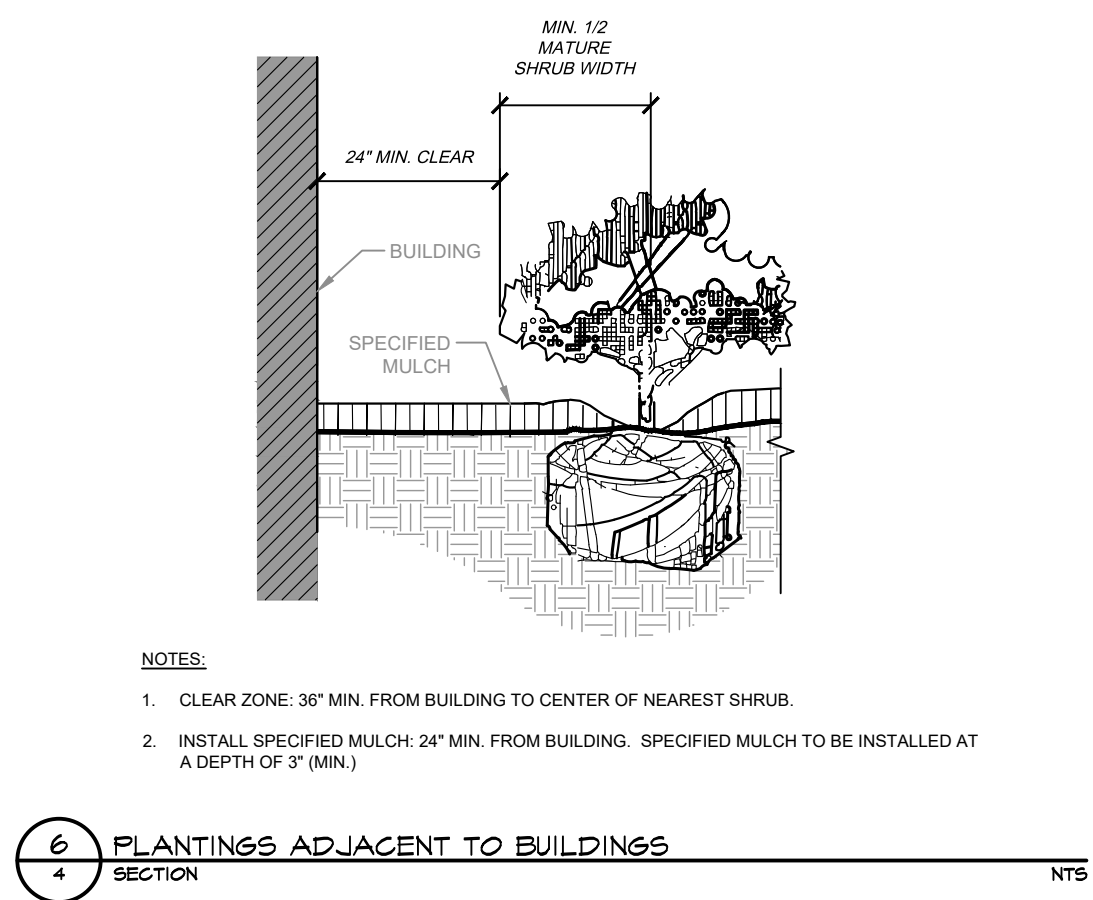 MIN. 1/2
MATURE
SHRUB WIDTH
24" MIN. CLEAR
BUILDING
SPECIFIED
MULCH
NOTES:
1. CLEAR ZONE: 36" MIN. FROM BUILDING TO CENTER OF NEAREST SHRUB.
2. INSTALL SPECIFIED MULCH: 24" MIN. FROM BUILDING. SPECIFIED MULCH TO BE INSTALLED AT
A DEPTH OF 3" (MIN.)
6 PLANTINGS ADJACENT TO BUILDINGS
4 SECTION NTS